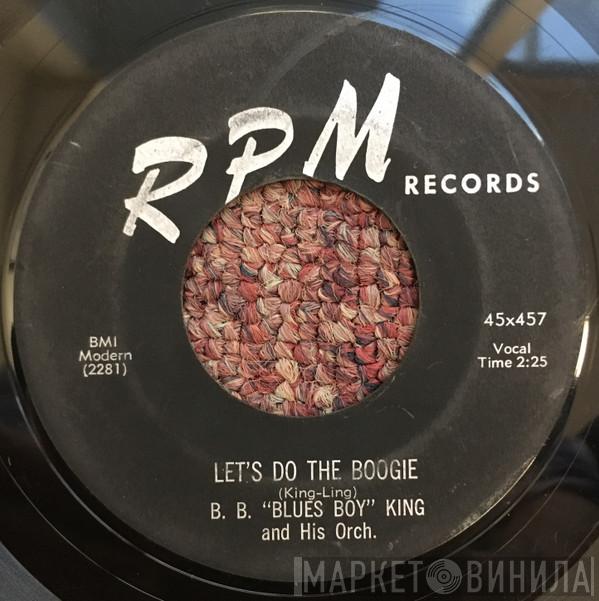 RPM RECORDS
45x457
BMI
Modern
(2281)
Vocal
Time 2:25
LET'S DO THE BOOGIE
(King-Ling)
B. B. “BLUES BOY” KING
and His Orch.
МАРКЕТ ВИНИЛА